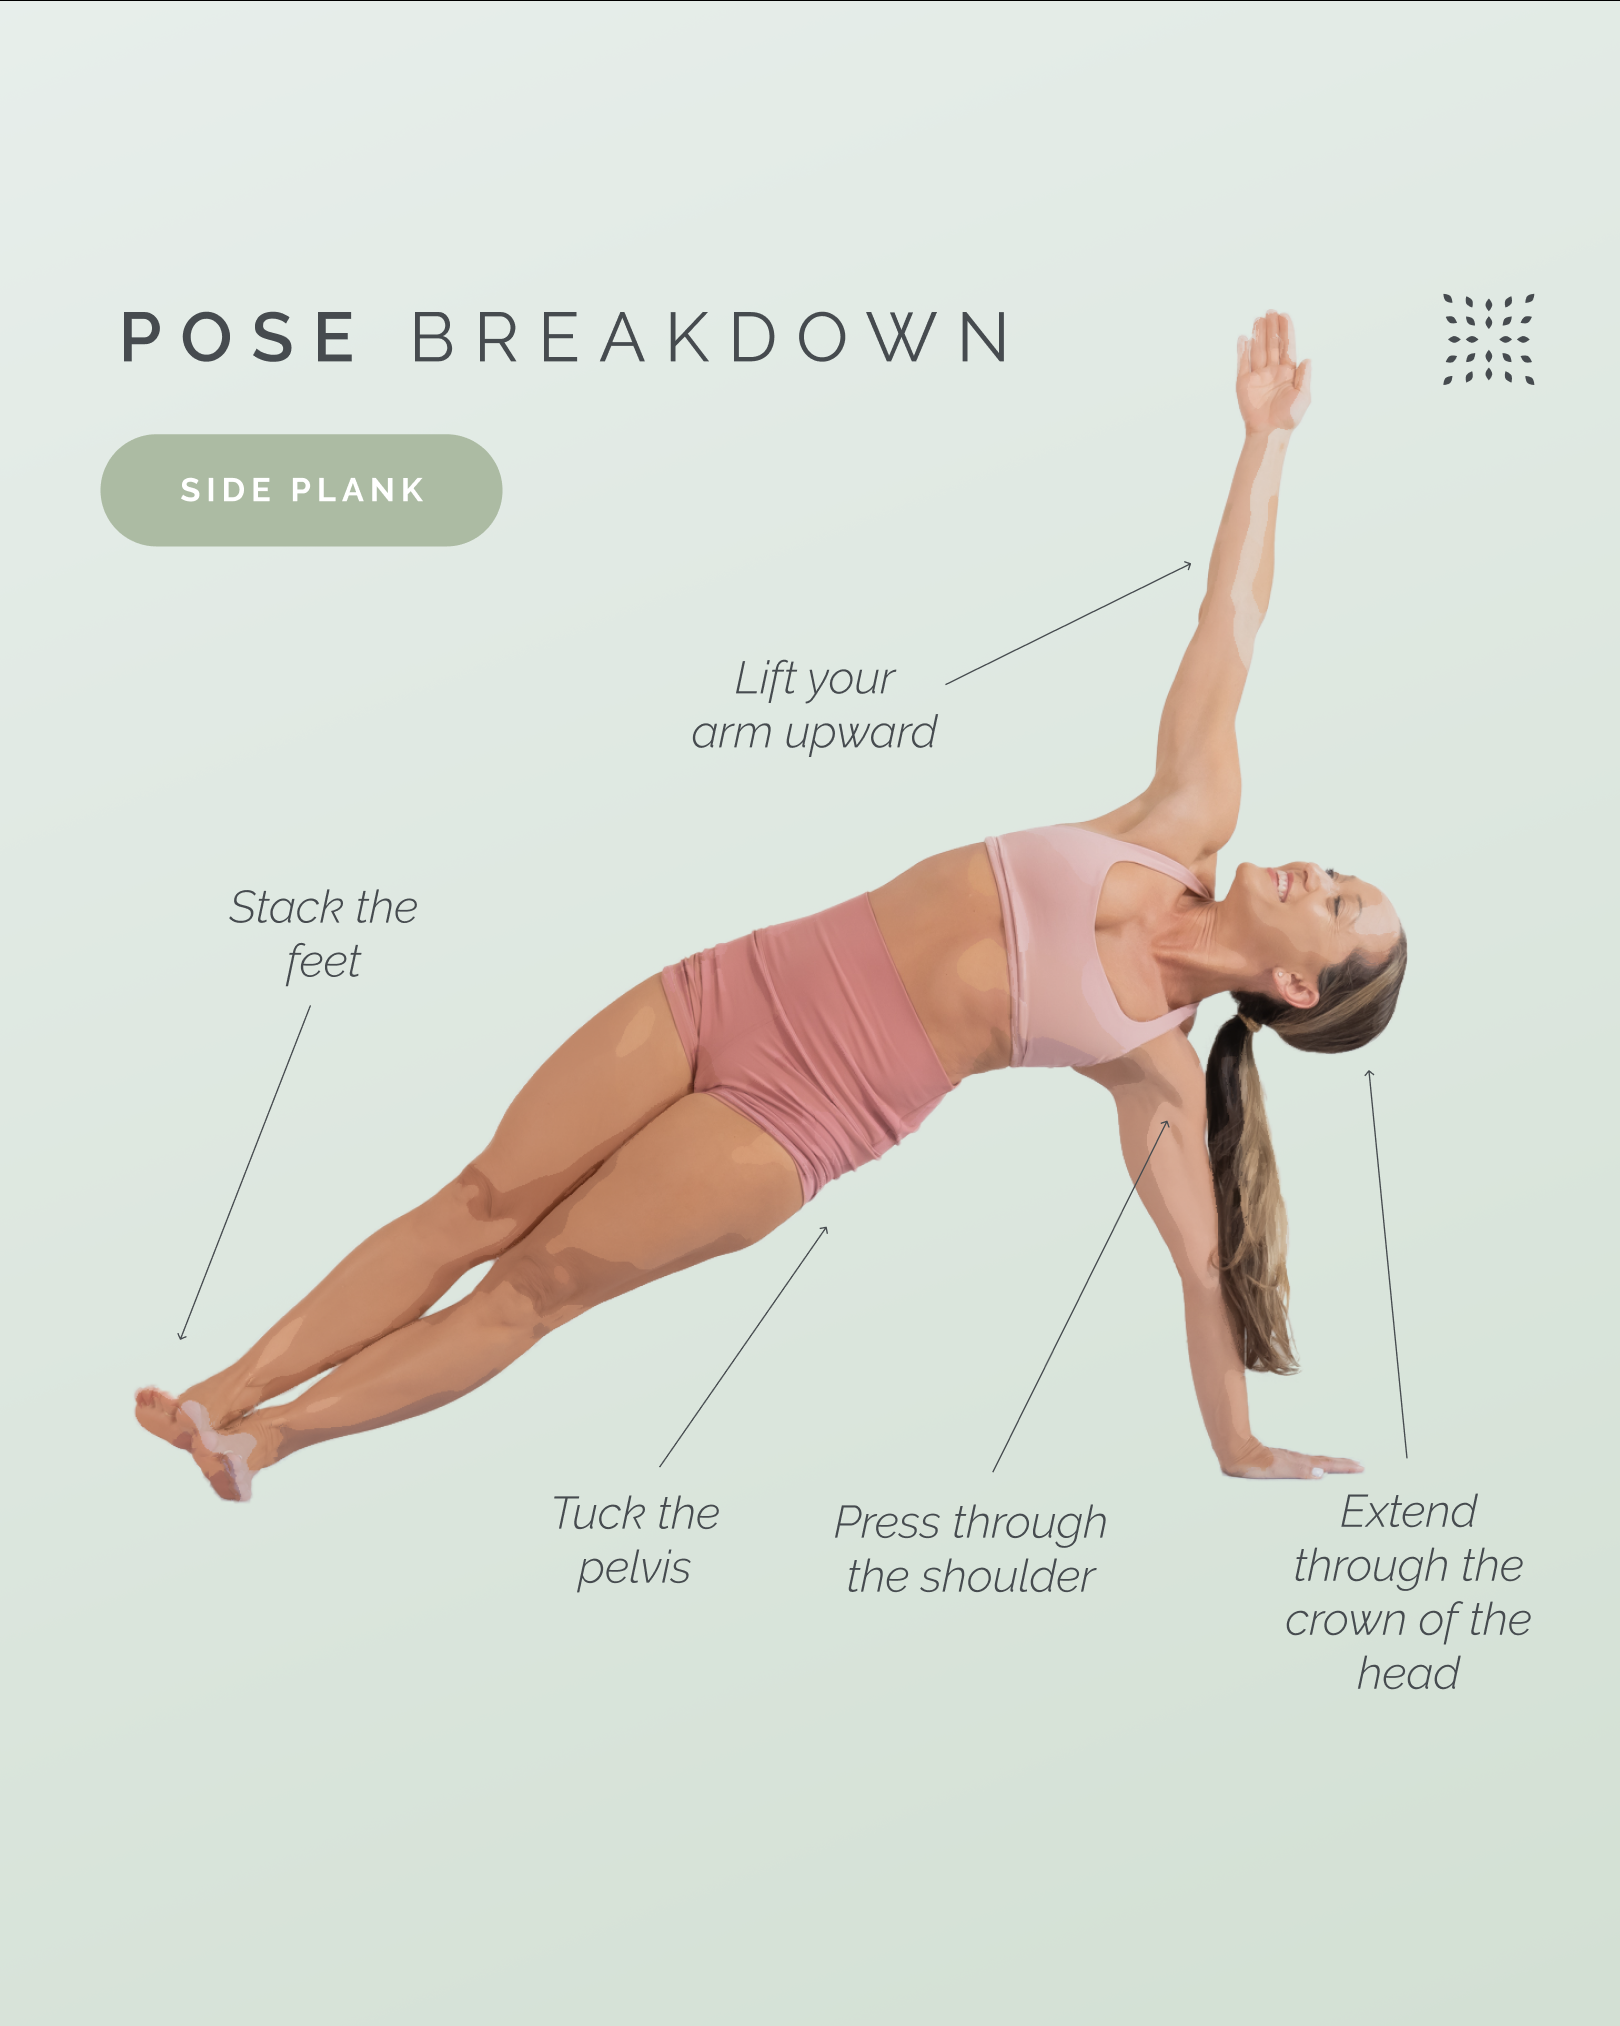 POSE BREAKDOWN
SIDE PLANK
Lift your
arm upward
Stack the
feet
Tuck the
pelvis
Press through
the shoulder
Extend
through the
crown of the
head